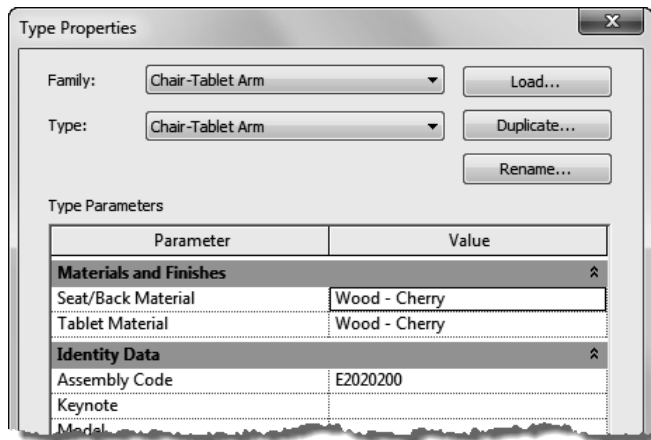 Type Properties
x
Family: Chair-Tablet Arm Load...
Type: Chair-Tablet Arm Duplicate...
Rename...
Type Parameters
Parameter Value
Materials and Finishes
Seat/Back Material Wood - Cherry
Tablet Material Wood - Cherry
Identity Data
Assembly Code E2020200
Keynote
Model